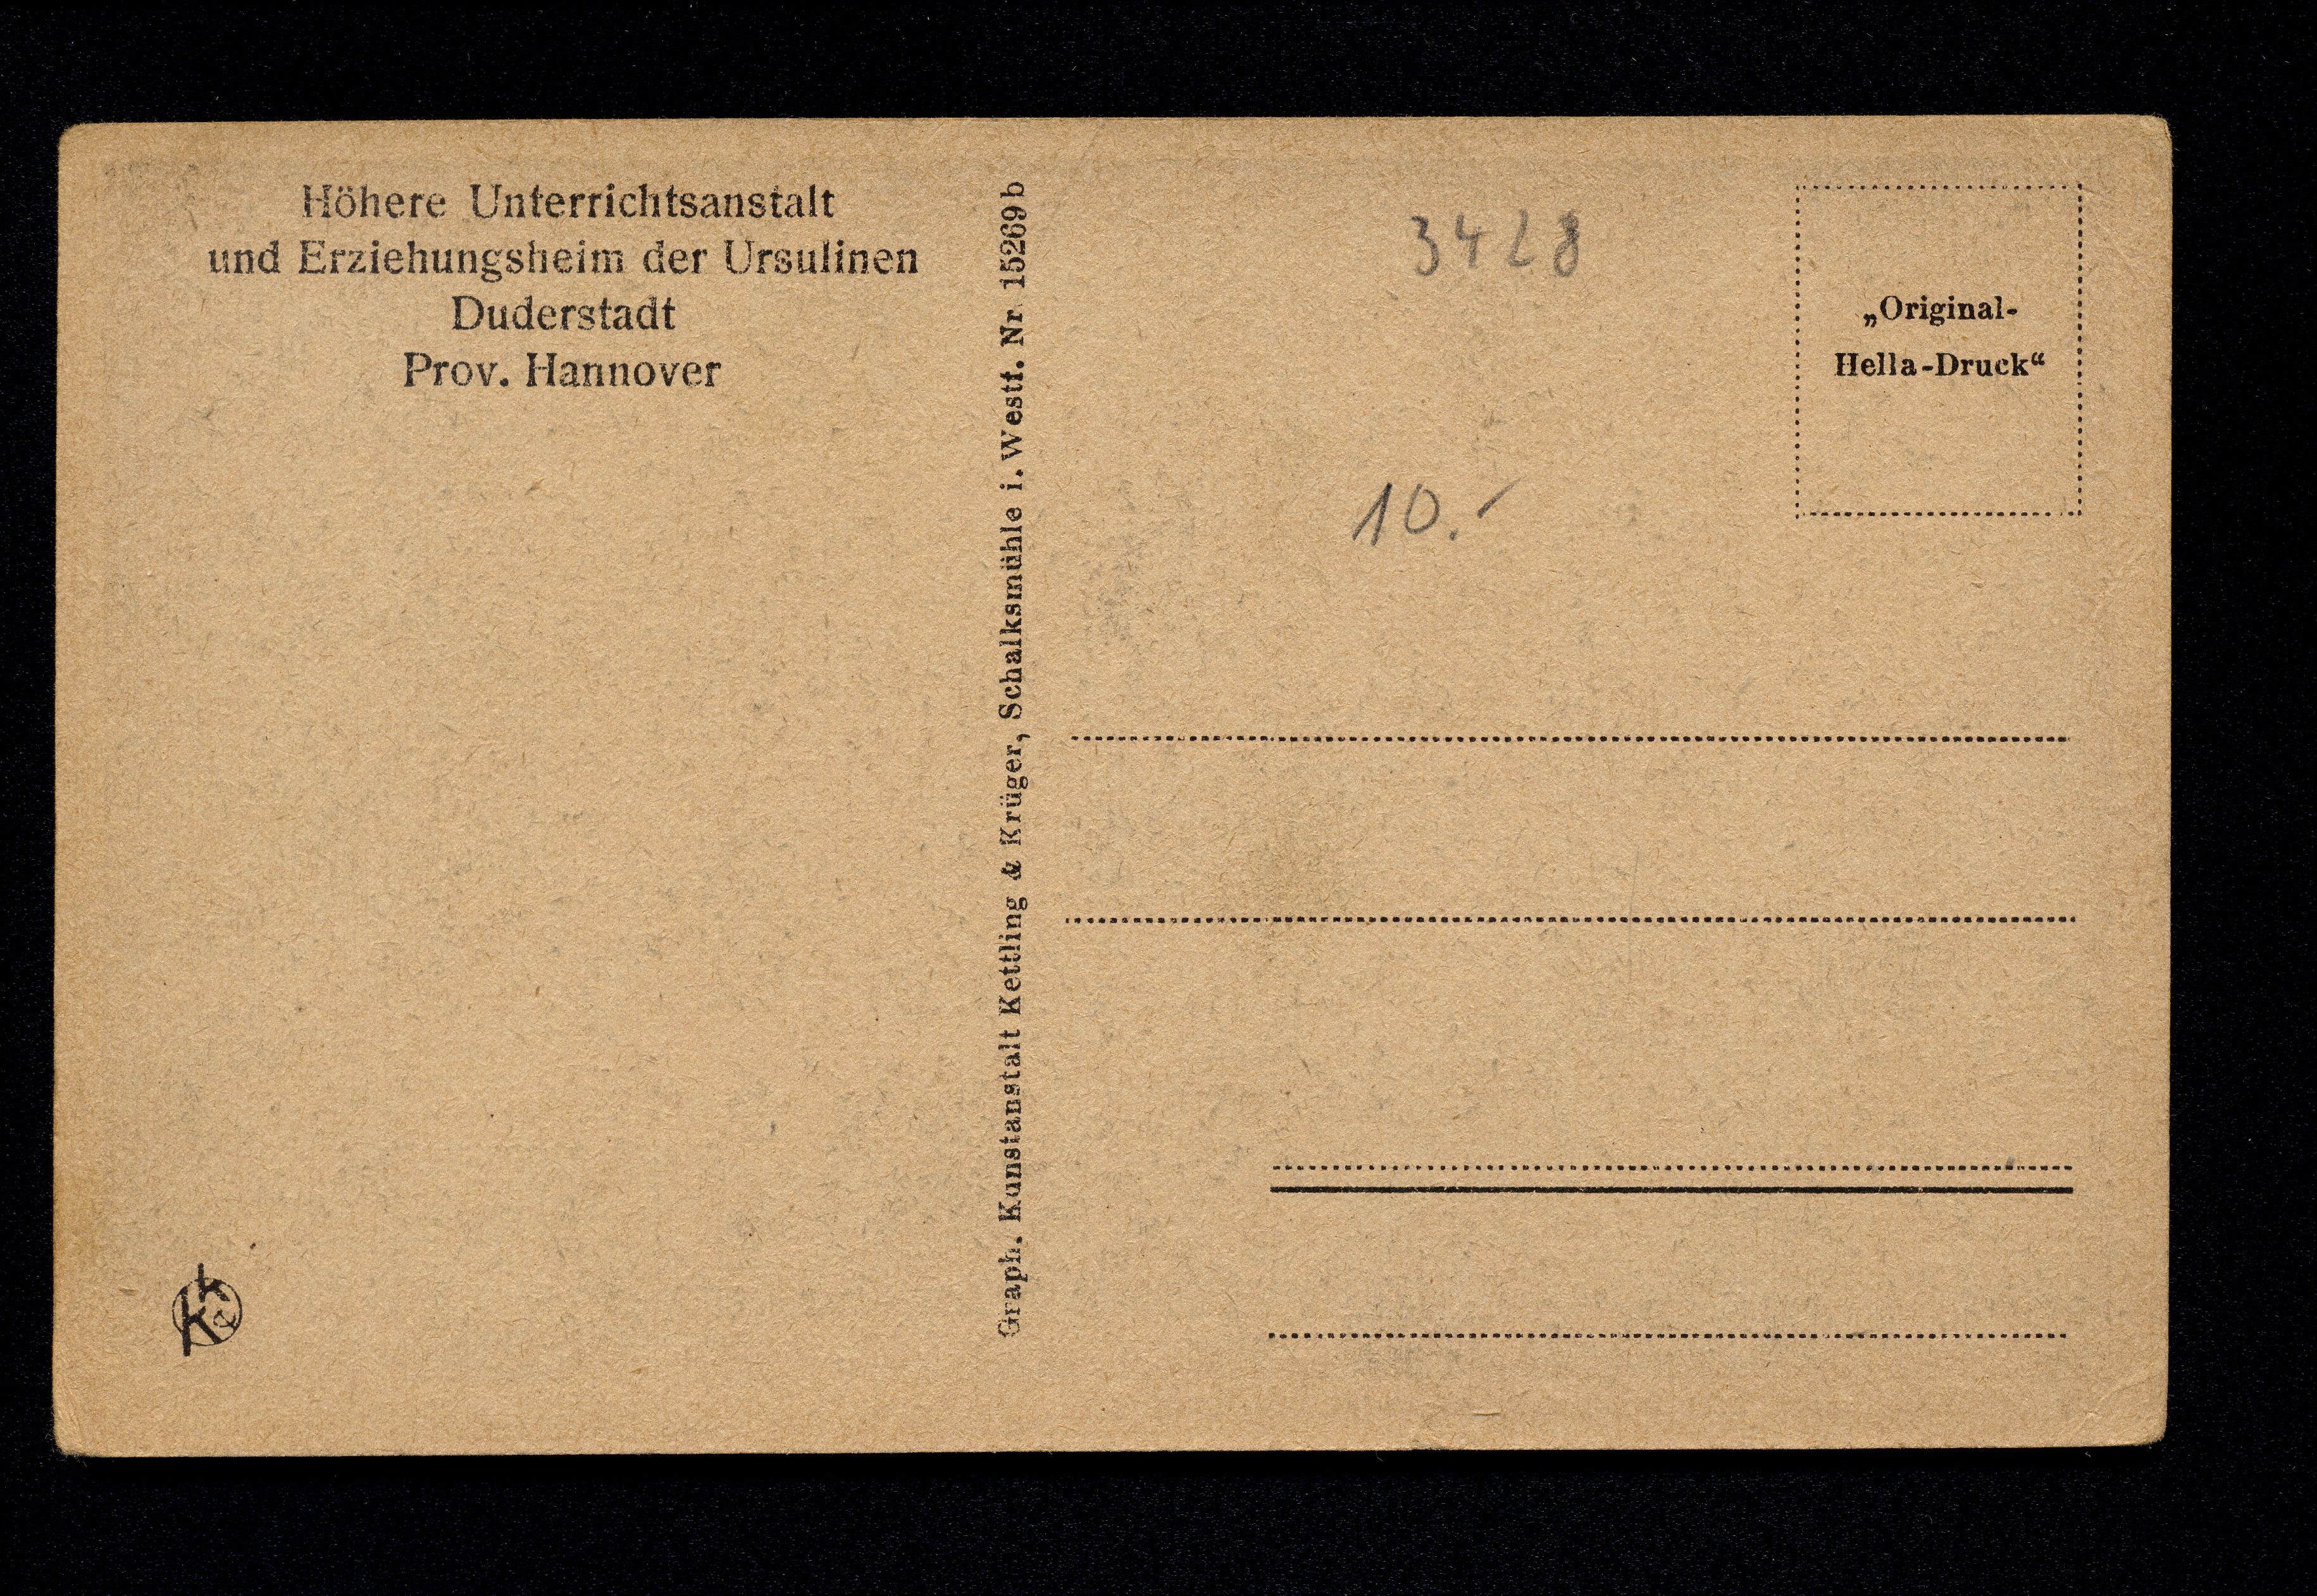 Höhere Unterrichtsanstalt
und Erziehungsheim der Ursulinen
Duderstadt
Prov. Hannover
Graph. Kunstanstalt Kettling & Krüger, Schalksmühle i. Westf. Nr 15269 b
3428
10.-
„Original-
Hella-Druck“